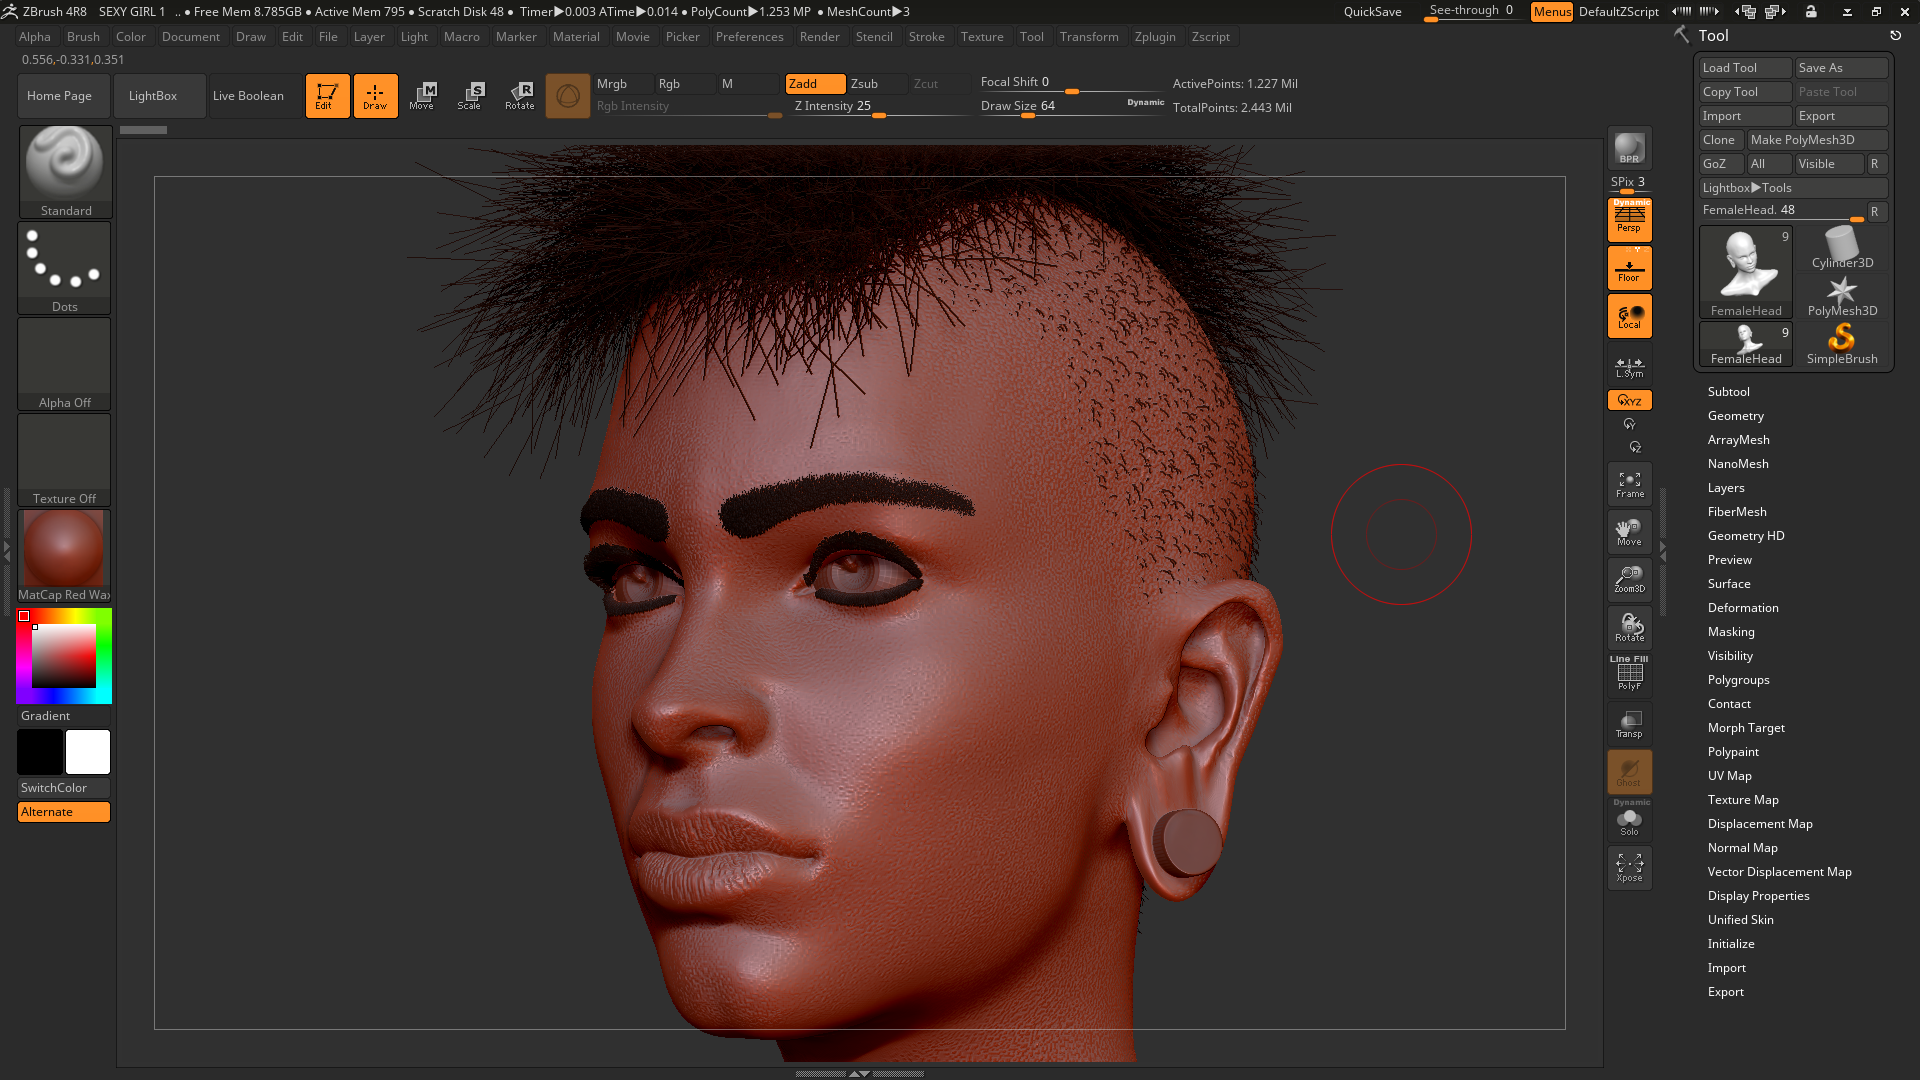 ZBrush 4R8 SEXY GIRL 1 .. ● Free Mem 8.785GB ● Active Mem 795 ● Scratch Disk 48 ● Timer▶0.003 ATime▶0.014 ● PolyCount▶1.253 MP ● MeshCount▶3 QuickSave See-through 0 Menus DefaultZScript
Alpha Brush Color Document Draw Edit File Layer Light Macro Marker Material Movie Picker Preferences Render Stencil Stroke Texture Tool Transform Zplugin Zscript
0.556,-0.331,0.351
Home Page LightBox Live Boolean Edit Draw Move Scale Rotate
M S R
Mrgb Rgb M Zadd Zsub Zcut Focal Shift 0 ActivePoints: 1.227 Mil
Rgb Intensity Z Intensity 25 Draw Size 64 Dynamic TotalPoints: 2.443 Mil
Standard
Dots
Alpha Off
Texture Off
MatCap Red Wax
Gradient
SwitchColor
Alternate
BPR
SPix 3
Dynamic
Persp
Floor
Local
L.Sym
XYZ
Y
Z
Frame
Move
Zoom3D
Rotate
Line Fill
PolyF
Transp
Ghost
Dynamic
Solo
Xpose
Tool
Load Tool Save As
Copy Tool Paste Tool
Import Export
Clone Make PolyMesh3D
GoZ All Visible R
Lightbox▶Tools
FemaleHead. 48 R
9
Cylinder3D
FemaleHead PolyMesh3D
9
FemaleHead SimpleBrush
Subtool
Geometry
ArrayMesh
NanoMesh
Layers
FiberMesh
Geometry HD
Preview
Surface
Deformation
Masking
Visibility
Polygroups
Contact
Morph Target
Polypaint
UV Map
Texture Map
Displacement Map
Normal Map
Vector Displacement Map
Display Properties
Unified Skin
Initialize
Import
Export